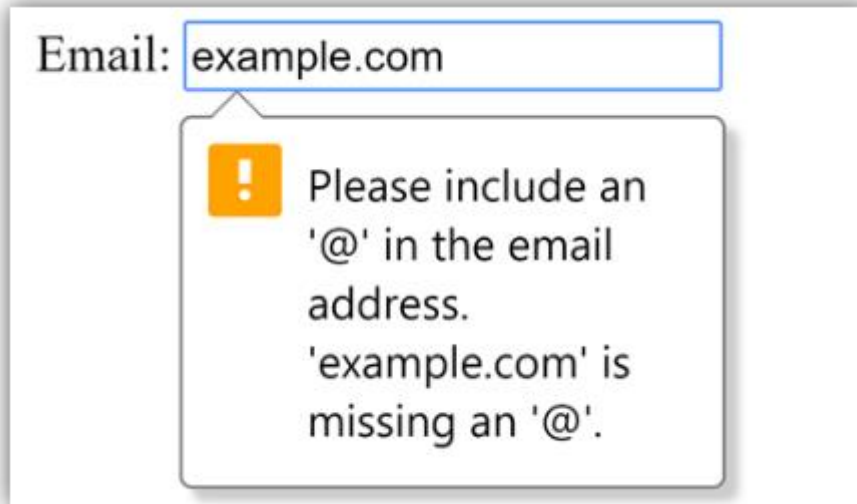 Email: example.com
!
Please include an
'@' in the email
address.
'example.com' is
missing an '@'.